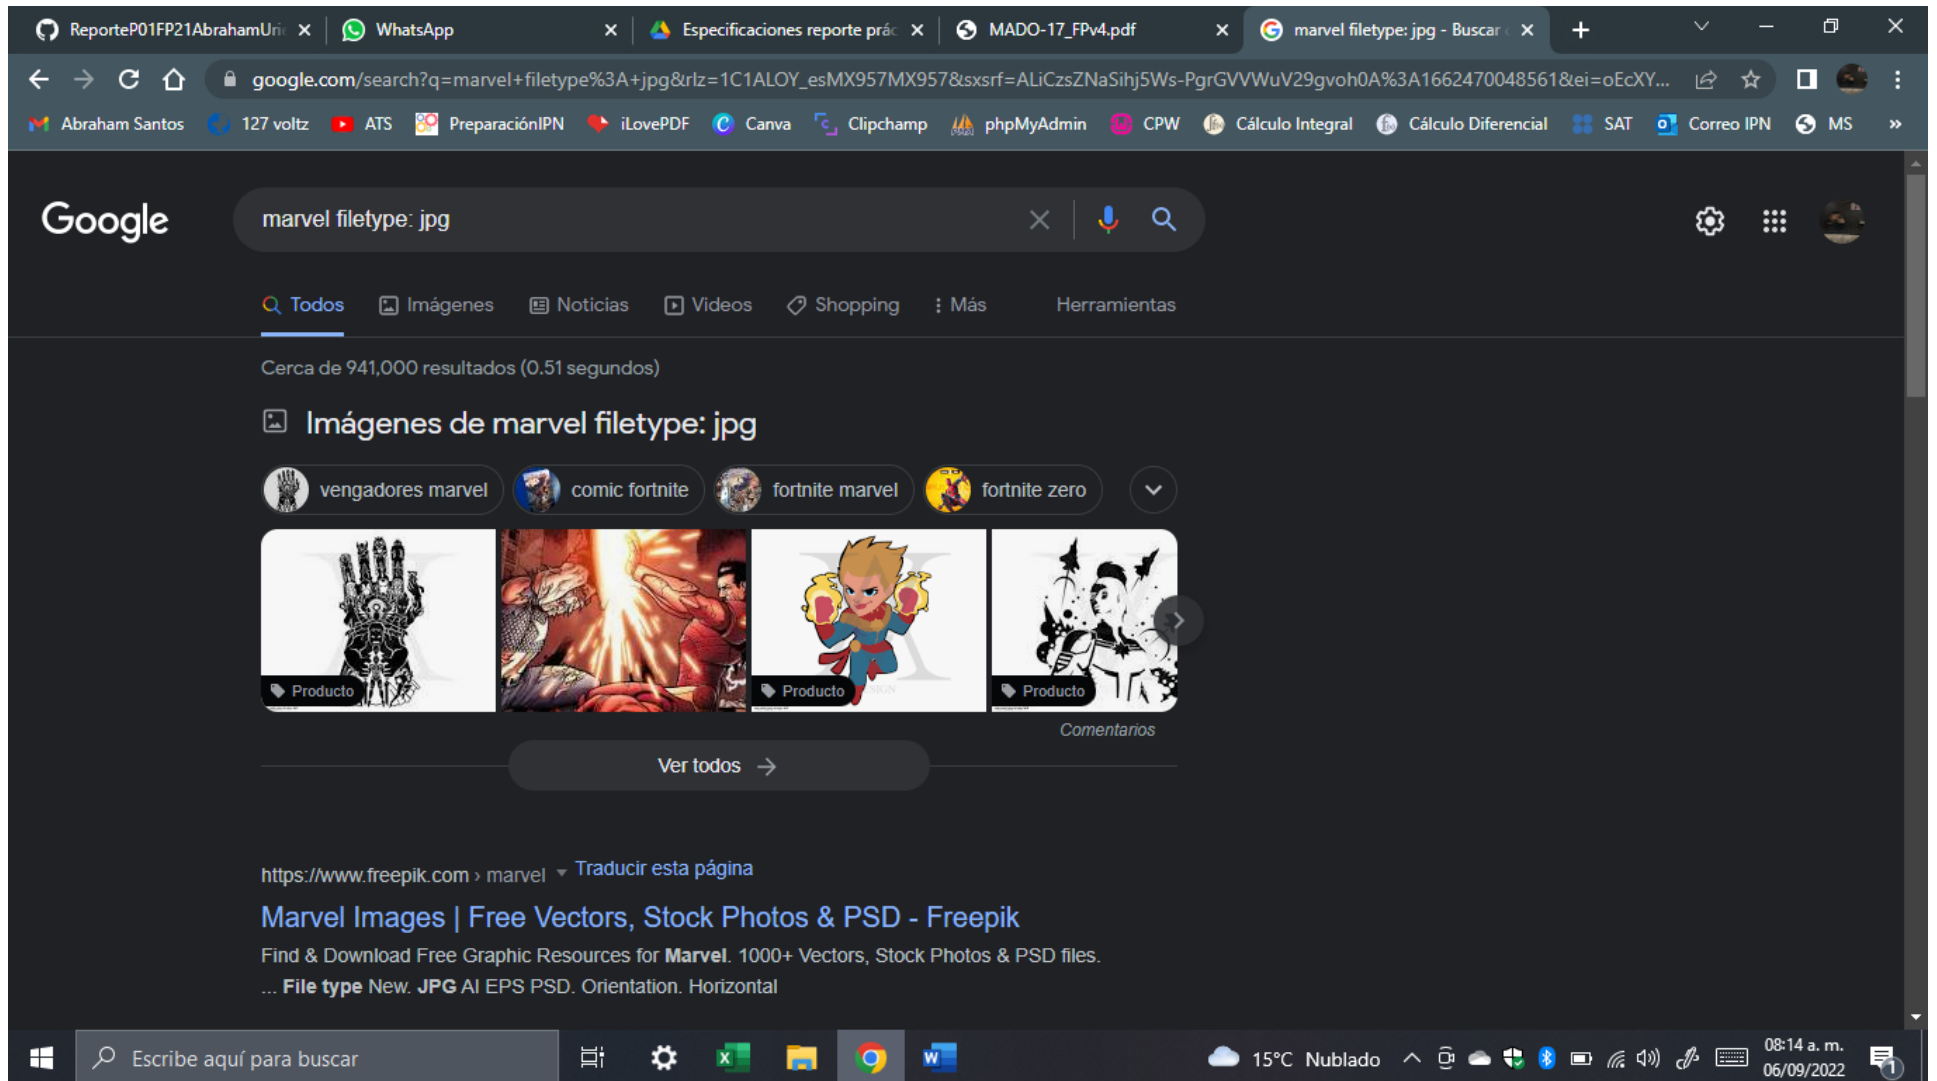 ReporteP01FP21AbrahamUri
WhatsApp
Especificaciones reporte prác
MADO-17_FPv4.pdf
marvel filetype: jpg - Buscar
google.com/search?q=marvel+filetype%3A+jpg&rlz=1C1ALOY_esMX957MX957&sxsrf=ALiCzsZNaSihj5Ws-PgrGVVWuV29gvoh0A%3A1662470048561&ei=oEcXY...
Abraham Santos
127 voltz
ATS
PreparaciónIPN
iLovePDF
Canva
Clipchamp
phpMyAdmin
CPW
Cálculo Integral
Cálculo Diferencial
SAT
Correo IPN
MS
»
Google
marvel filetype: jpg
Todos
Imágenes
Noticias
Videos
Shopping
Más
Herramientas
Cerca de 941,000 resultados (0.51 segundos)
Imágenes de marvel filetype: jpg
vengadores marvel
comic fortnite
fortnite marvel
fortnite zero
Producto
Producto
Producto
Comentarios
Ver todos
https://www.freepik.com › marvel
Traducir esta página
Marvel Images | Free Vectors, Stock Photos & PSD - Freepik
Find & Download Free Graphic Resources for Marvel. 1000+ Vectors, Stock Photos & PSD files.
... File type New. JPG AI EPS PSD. Orientation. Horizontal
Escribe aquí para buscar
15°C Nublado
08:14 a. m.
06/09/2022
1